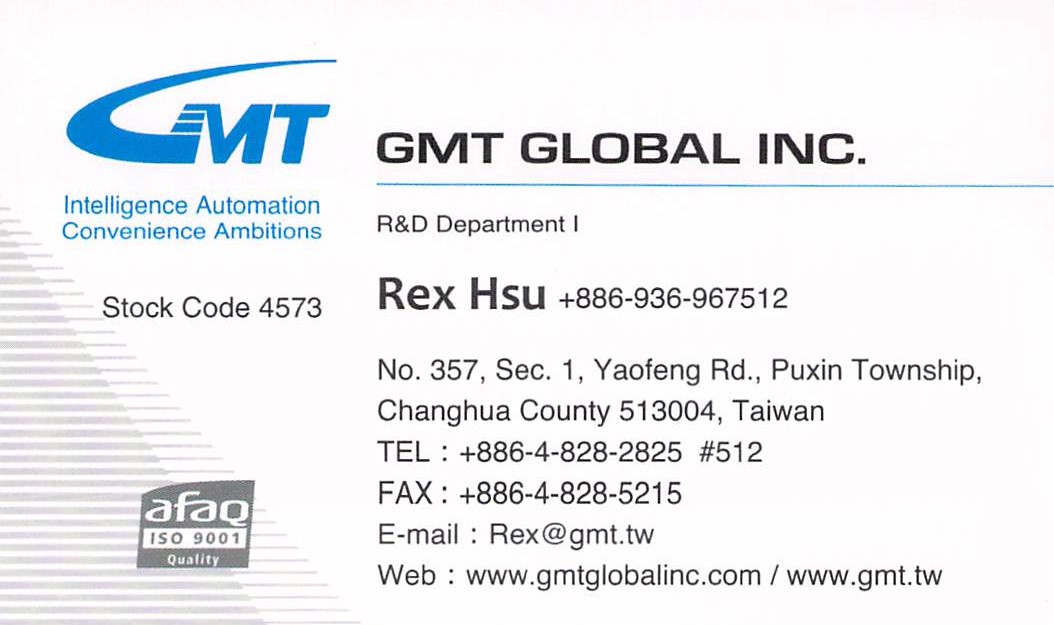 GMT
Intelligence Automation
Convenience Ambitions
Stock Code 4573
afaq
ISO 9001
Quality
GMT GLOBAL INC.
R&D Department I
Rex Hsu +886-936-967512
No. 357, Sec. 1, Yaofeng Rd., Puxin Township,
Changhua County 513004, Taiwan
TEL : +886-4-828-2825 #512
FAX : +886-4-828-5215
E-mail : Rex@gmt.tw
Web : www.gmtglobalinc.com / www.gmt.tw